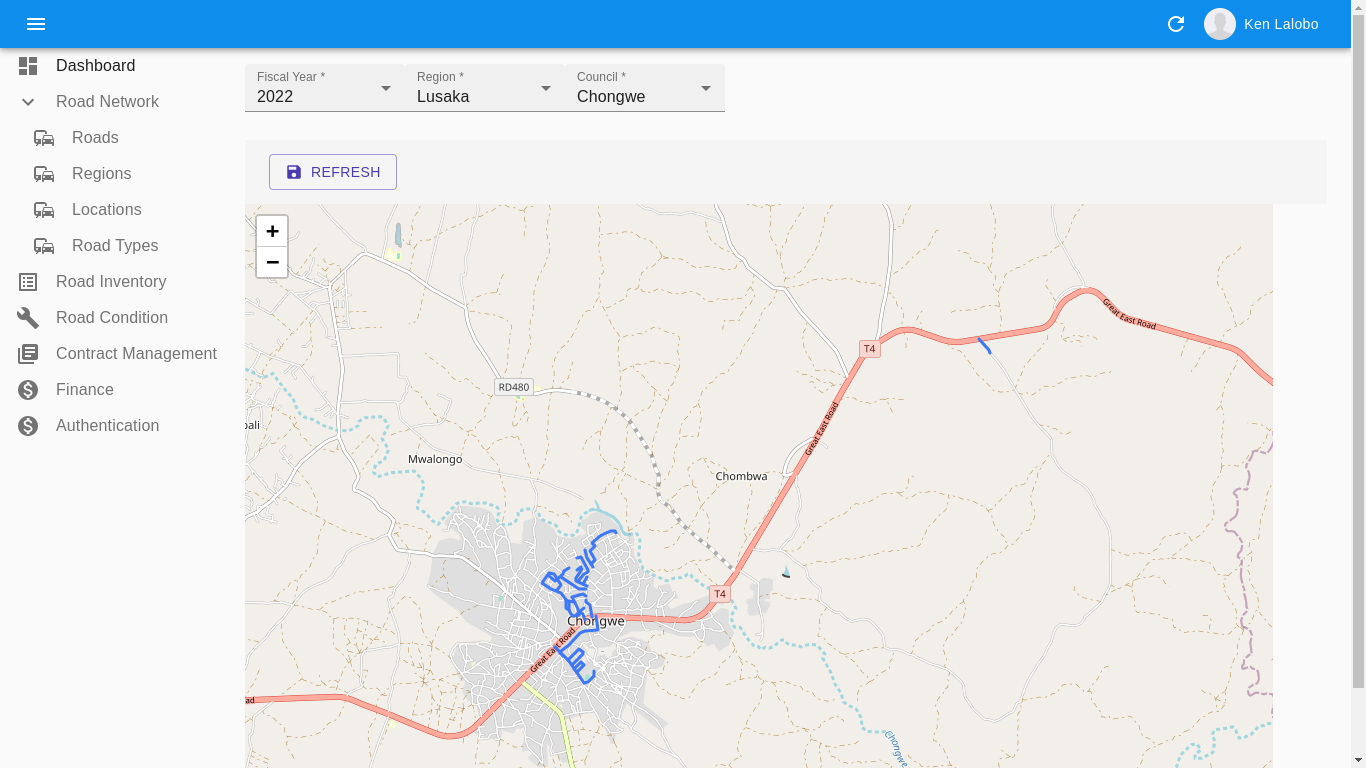 Ken Lalobo
Dashboard
Road Network
Roads
Regions
Locations
Road Types
Road Inventory
Road Condition
Contract Management
Finance
Authentication
Fiscal Year *
2022
Region *
Lusaka
Council *
Chongwe
REFRESH
+
−
Great East Road
T4
RD480
Great East Road
bali
Mwalongo
Chombwa
T4
Chongwe
Great East Road
ad
Chongwe